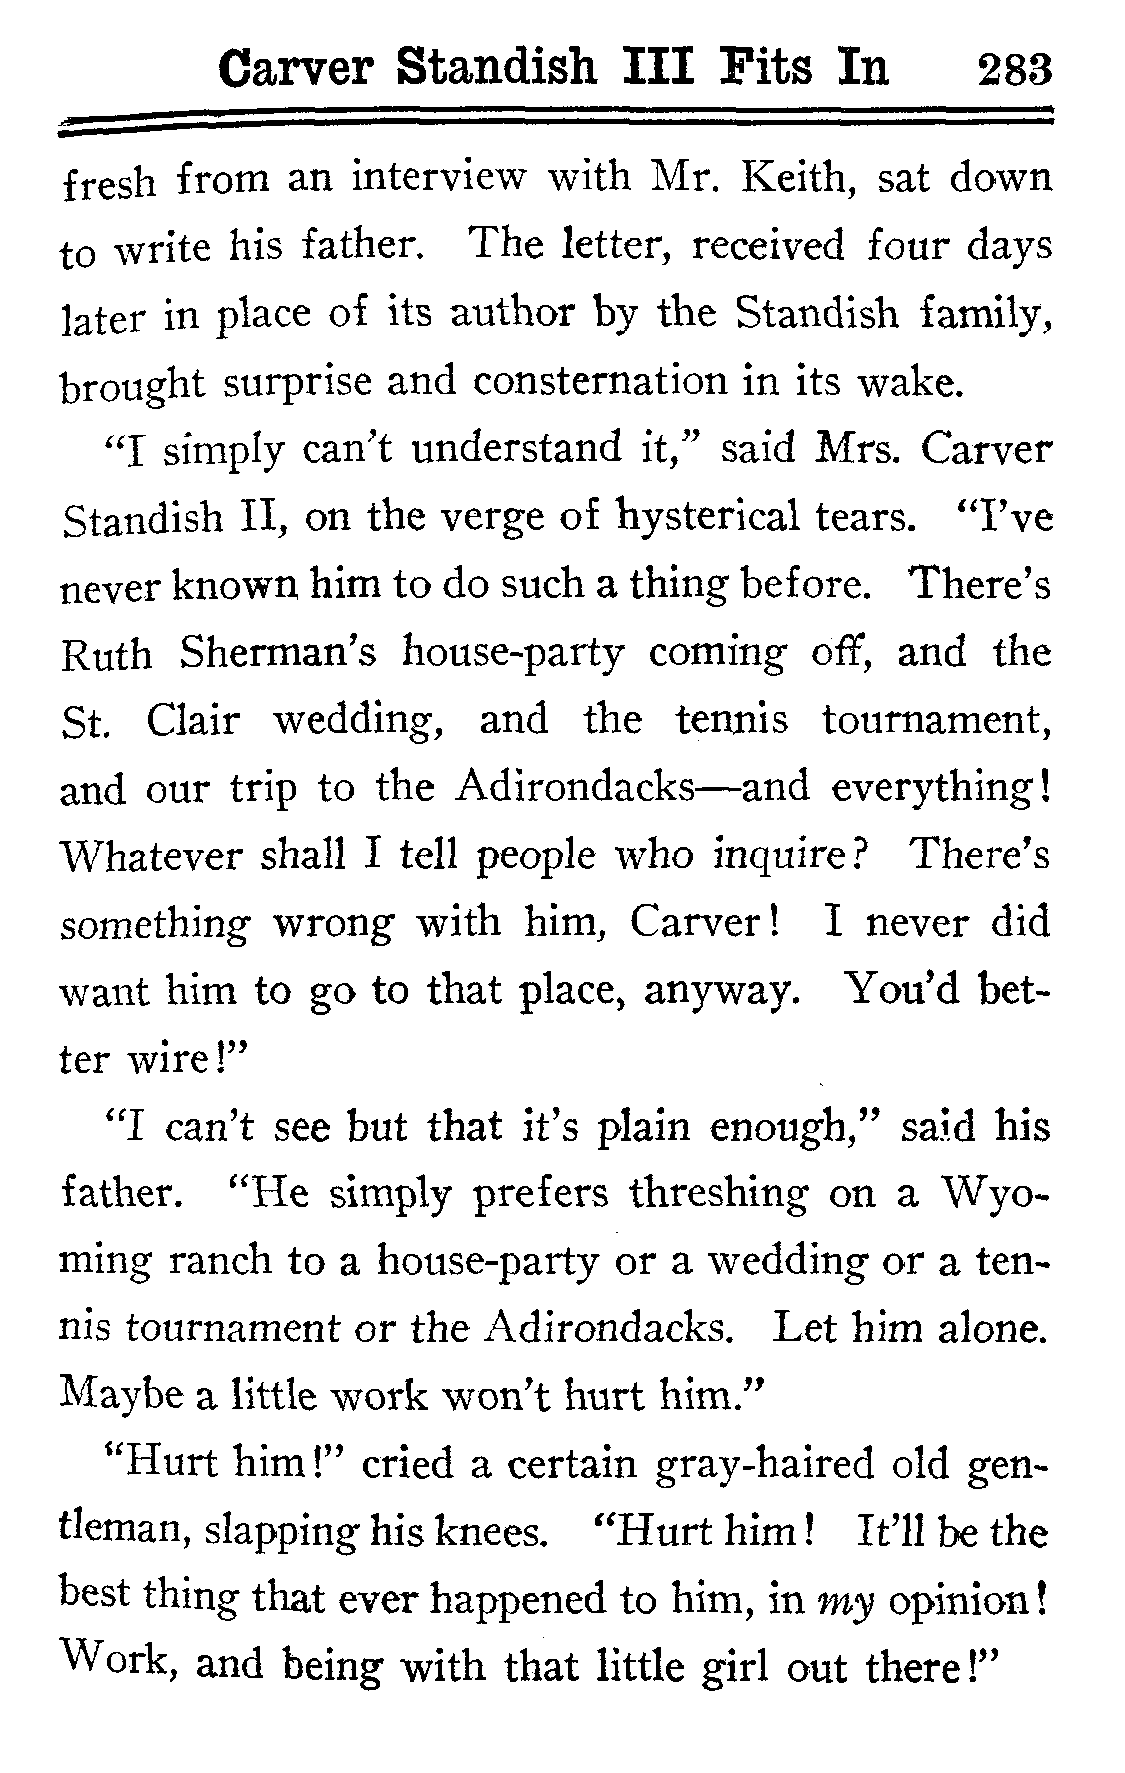 Carver Standish III Fits In 283
fresh from an interview with Mr. Keith, sat down
to write his father. The letter, received four days
later in place of its author by the Standish family,
brought surprise and consternation in its wake.
“I simply can’t understand it,” said Mrs. Carver
Standish II, on the verge of hysterical tears. “I’ve
never known him to do such a thing before. There’s
Ruth Sherman’s house-party coming off, and the
St. Clair wedding, and the tennis tournament,
and our trip to the Adirondacks—and everything!
Whatever shall I tell people who inquire? There’s
something wrong with him, Carver! I never did
want him to go to that place, anyway. You’d bet-
ter wire!”
“I can’t see but that it’s plain enough,” said his
father. “He simply prefers threshing on a Wyo-
ming ranch to a house-party or a wedding or a ten-
nis tournament or the Adirondacks. Let him alone.
Maybe a little work won’t hurt him.”
“Hurt him!” cried a certain gray-haired old gen-
tleman, slapping his knees. “Hurt him! It’ll be the
best thing that ever happened to him, in my opinion!
Work, and being with that little girl out there!”